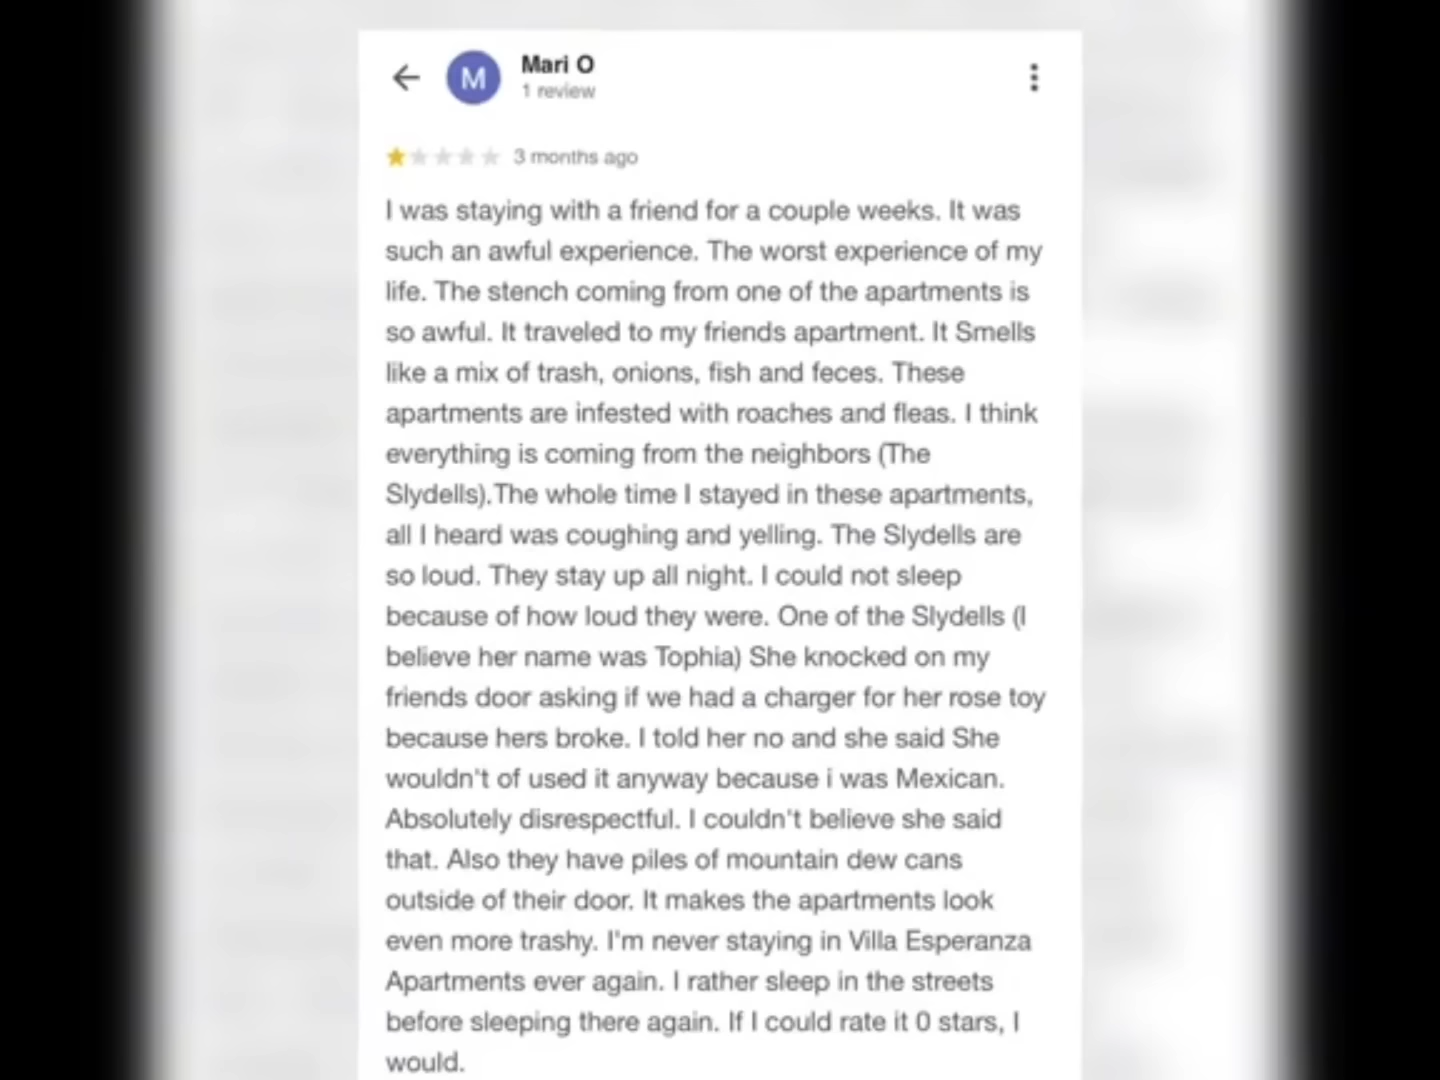 Mari O
M
1 review
3 months ago
I was staying with a friend for a couple weeks. It was
such an awful experience. The worst experience of my
life. The stench coming from one of the apartments is
so awful. It traveled to my friends apartment. It Smells
like a mix of trash, onions, fish and feces. These
apartments are infested with roaches and fleas. I think
everything is coming from the neighbors (The
Slydells).The whole time I stayed in these apartments,
all I heard was coughing and yelling. The Slydells are
so loud. They stay up all night. I could not sleep
because of how loud they were. One of the Slydells (I
believe her name was Tophia) She knocked on my
friends door asking if we had a charger for her rose toy
because hers broke. I told her no and she said She
wouldn't of used it anyway because i was Mexican.
Absolutely disrespectful. I couldn't believe she said
that. Also they have piles of mountain dew cans
outside of their door. It makes the apartments look
even more trashy. I'm never staying in Villa Esperanza
Apartments ever again. I rather sleep in the streets
before sleeping there again. If I could rate it 0 stars, I
would.